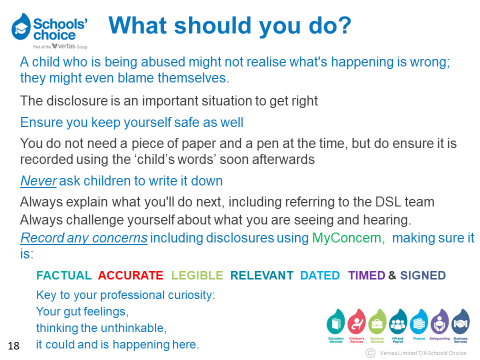 Schools'
choice
Part of the Veritas Group
What should you do?
A child who is being abused might not realise what's happening is wrong;
they might even blame themselves.
The disclosure is an important situation to get right
Ensure you keep yourself safe as well
You do not need a piece of paper and a pen at the time, but do ensure it is
recorded using the ‘child’s words’ soon afterwards
Never ask children to write it down
Always explain what you'll do next, including referring to the DSL team
Always challenge yourself about what you are seeing and hearing.
Record any concerns including disclosures using MyConcern, making sure it
is:
FACTUAL ACCURATE LEGIBLE RELEVANT DATED TIMED & SIGNED
Key to your professional curiosity:
Your gut feelings,
thinking the unthinkable,
it could and is happening here.
Education Services
Children's Services
HR and Payroll
Finance
Safeguarding
Business Services
18
© Vertas Limited T/A Schools' Choice